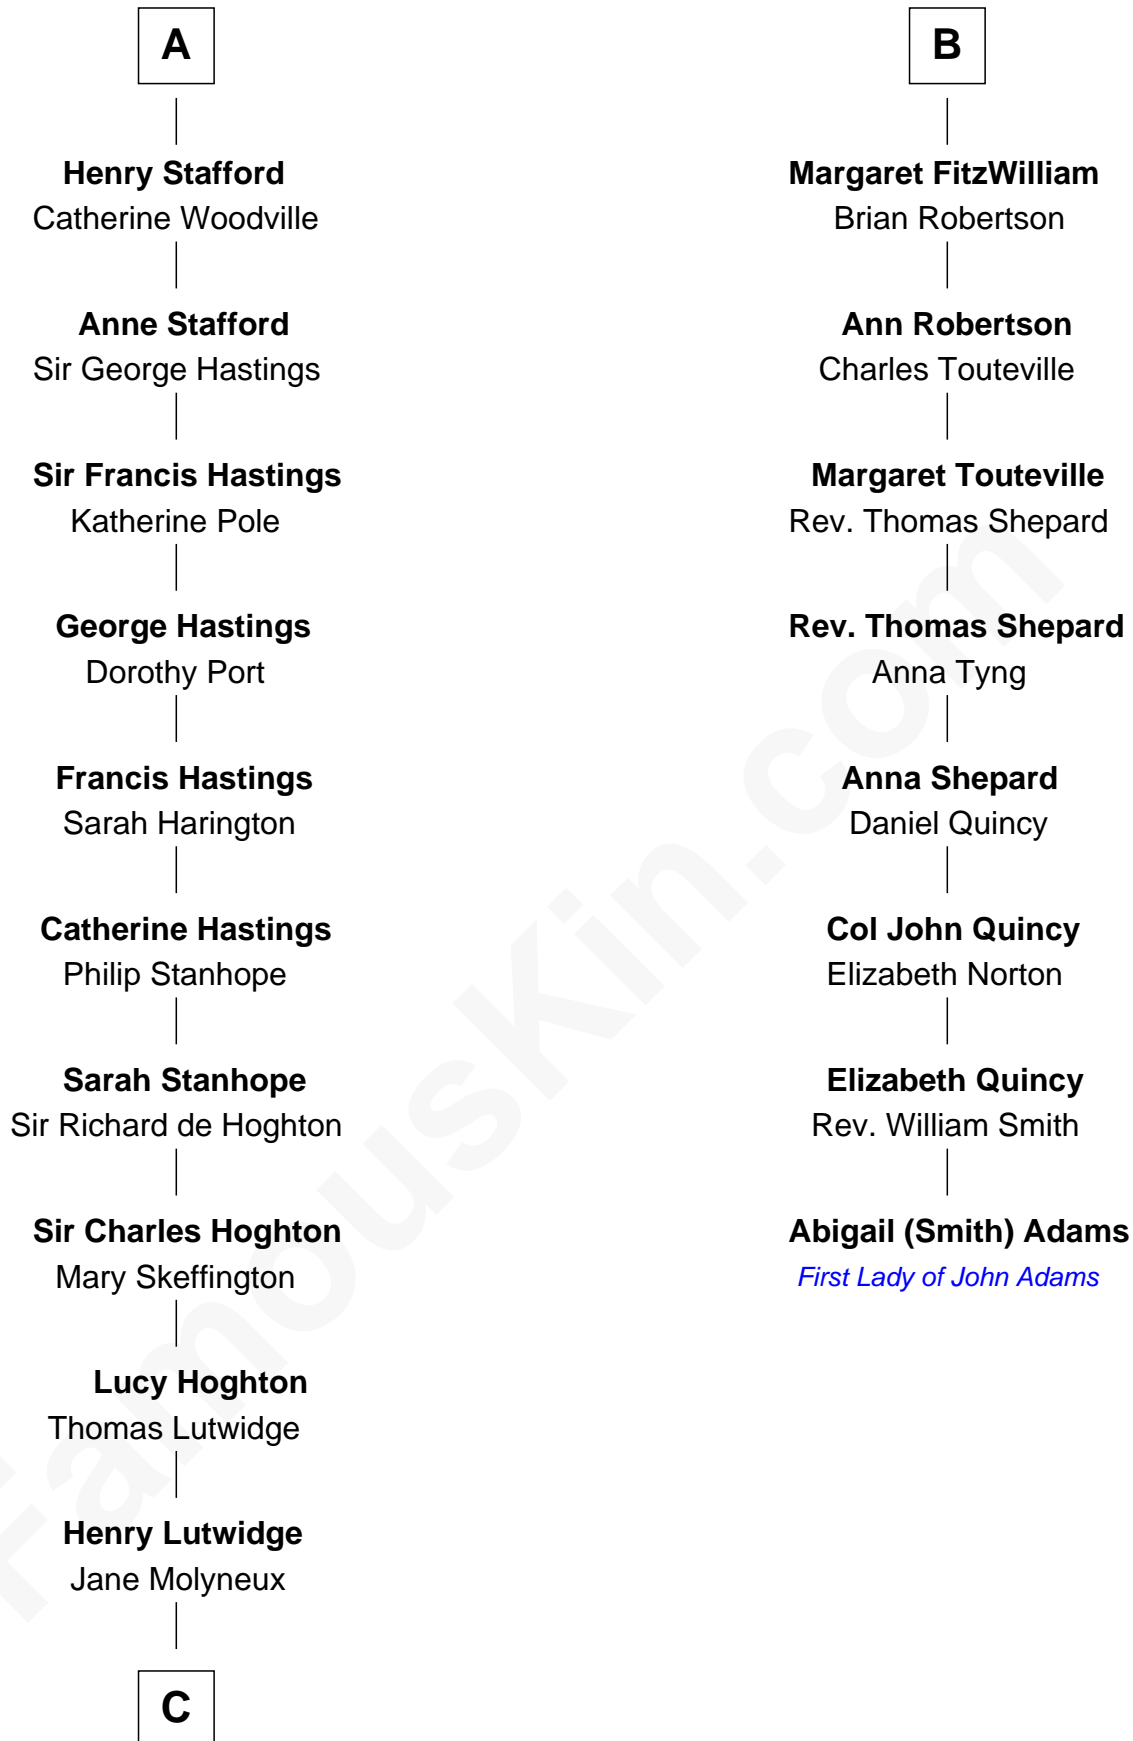 A
Henry Stafford
Catherine Woodville
Anne Stafford
Sir George Hastings
Sir Francis Hastings
Katherine Pole
George Hastings
Dorothy Port
Francis Hastings
Sarah Harington
Catherine Hastings
Philip Stanhope
Sarah Stanhope
Sir Richard de Hoghton
Sir Charles Hoghton
Mary Skeffington
Lucy Hoghton
Thomas Lutwidge
Henry Lutwidge
Jane Molyneux
C
B
Margaret FitzWilliam
Brian Robertson
Ann Robertson
Charles Touteville
Margaret Touteville
Rev. Thomas Shepard
Rev. Thomas Shepard
Anna Tyng
Anna Shepard
Daniel Quincy
Col John Quincy
Elizabeth Norton
Elizabeth Quincy
Rev. William Smith
Abigail (Smith) Adams
First Lady of John Adams
FamousKin.com